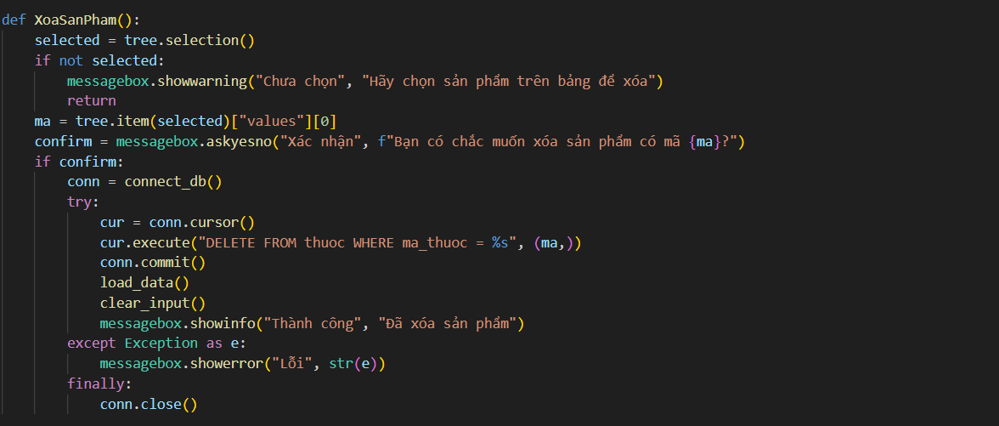 def XoaSanPham():
    selected = tree.selection()
    if not selected:
        messagebox.showwarning("Chưa chọn", "Hãy chọn sản phẩm trên bảng để xóa")
        return
    ma = tree.item(selected)["values"][0]
    confirm = messagebox.askyesno("Xác nhận", f"Bạn có chắc muốn xóa sản phẩm có mã {ma}?")
    if confirm:
        conn = connect_db()
        try:
            cur = conn.cursor()
            cur.execute("DELETE FROM thuoc WHERE ma_thuoc = %s", (ma,))
            conn.commit()
            load_data()
            clear_input()
            messagebox.showinfo("Thành công", "Đã xóa sản phẩm")
        except Exception as e:
            messagebox.showerror("Lỗi", str(e))
        finally:
            conn.close()